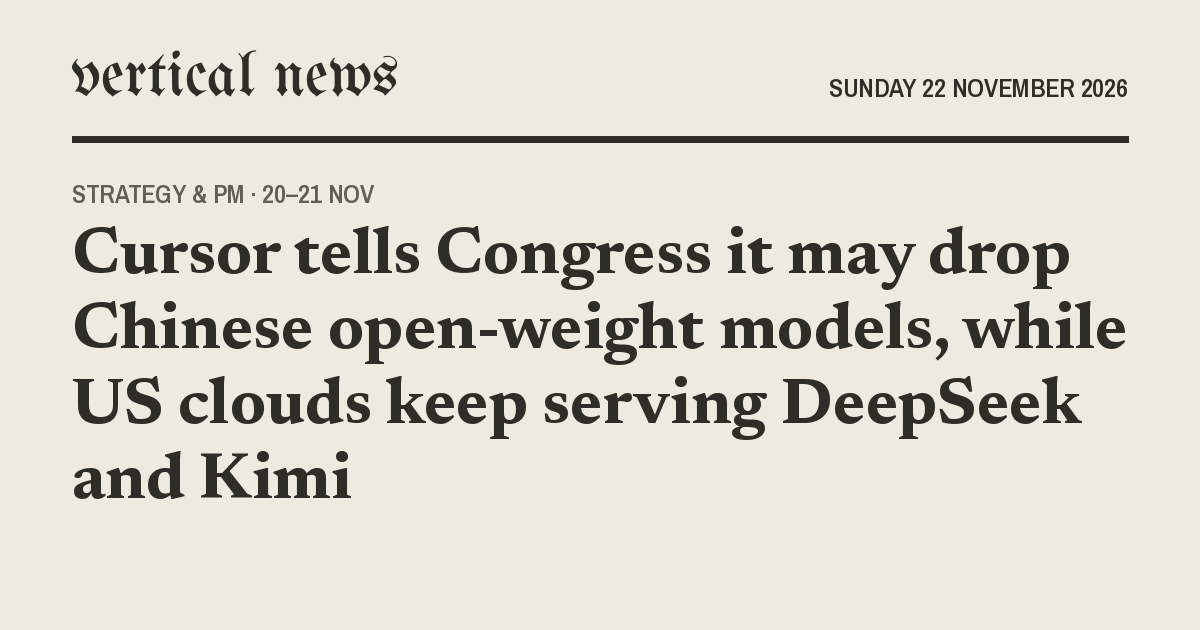 vertical news
SUNDAY 22 NOVEMBER 2026
STRATEGY & PM · 20–21 NOV
Cursor tells Congress it may drop
Chinese open-weight models, while
US clouds keep serving DeepSeek
and Kimi